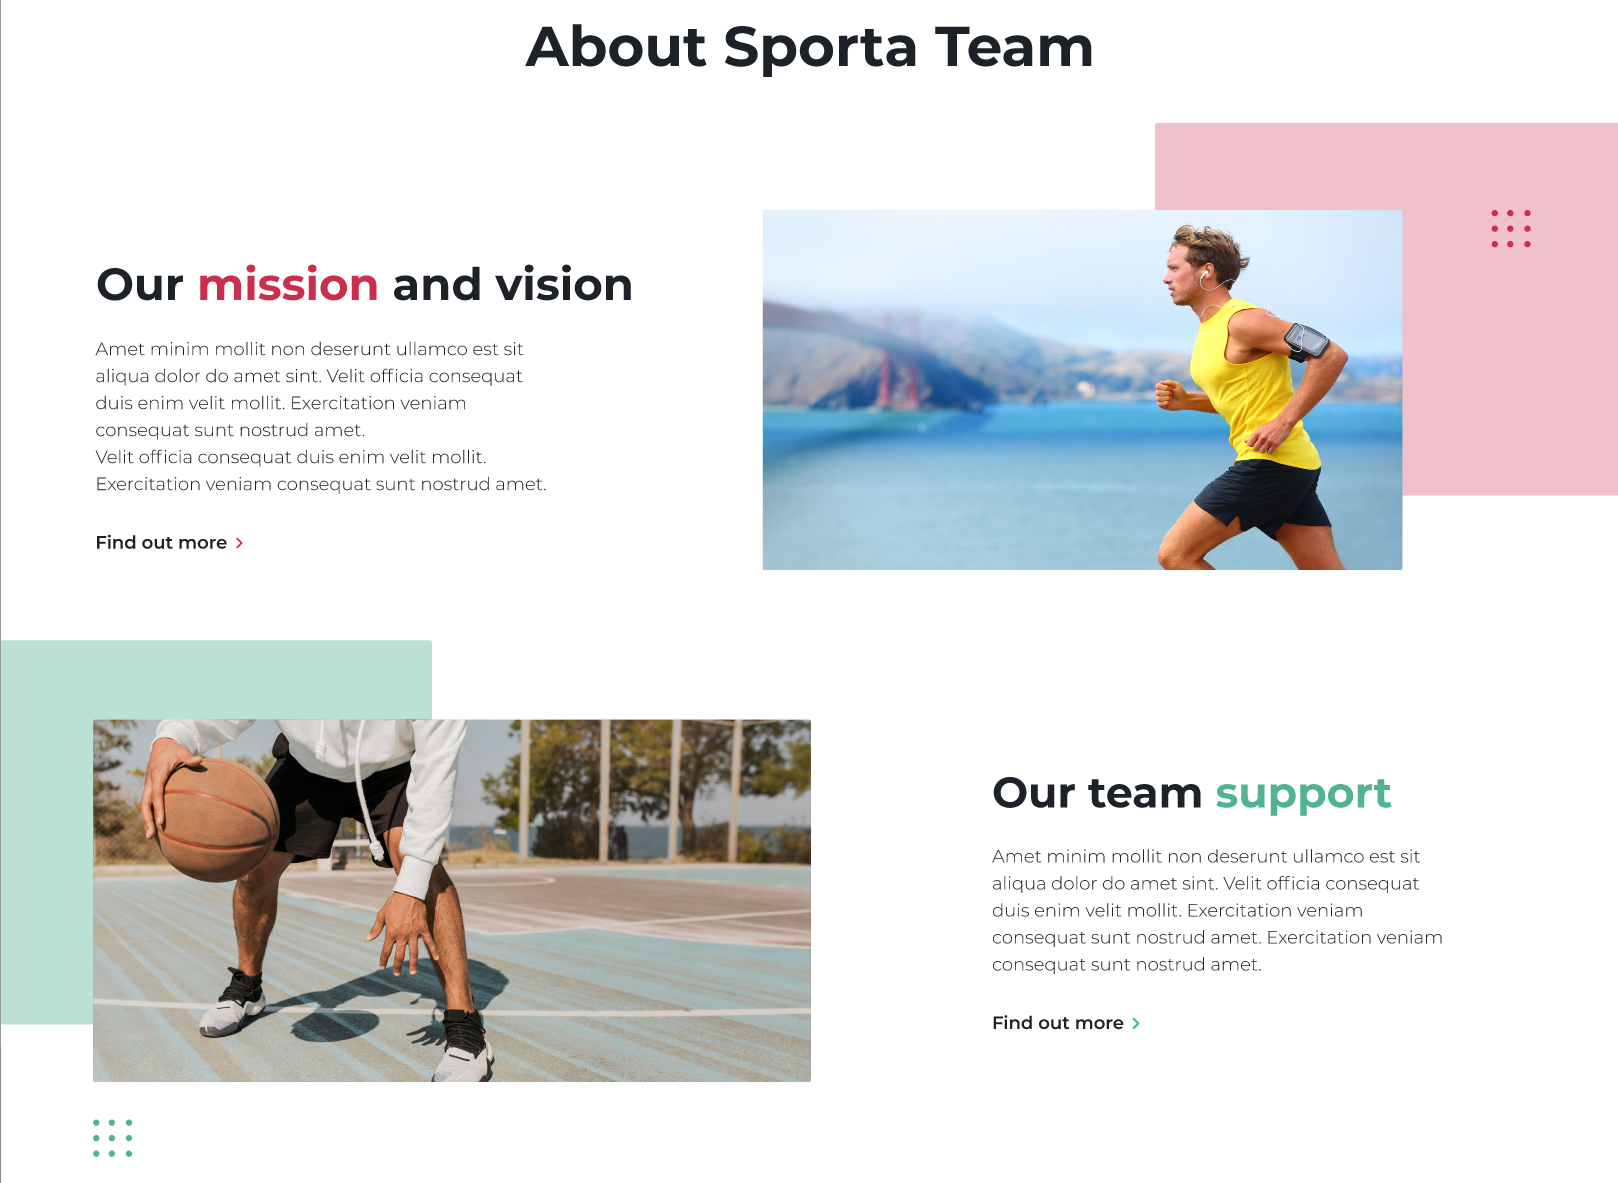 About Sporta Team
Our mission and vision
Amet minim mollit non deserunt ullamco est sit
aliqua dolor do amet sint. Velit officia consequat
duis enim velit mollit. Exercitation veniam
consequat sunt nostrud amet.
Velit officia consequat duis enim velit mollit.
Exercitation veniam consequat sunt nostrud amet.
Find out more
Our team support
Amet minim mollit non deserunt ullamco est sit
aliqua dolor do amet sint. Velit officia consequat
duis enim velit mollit. Exercitation veniam
consequat sunt nostrud amet. Exercitation veniam
consequat sunt nostrud amet.
Find out more